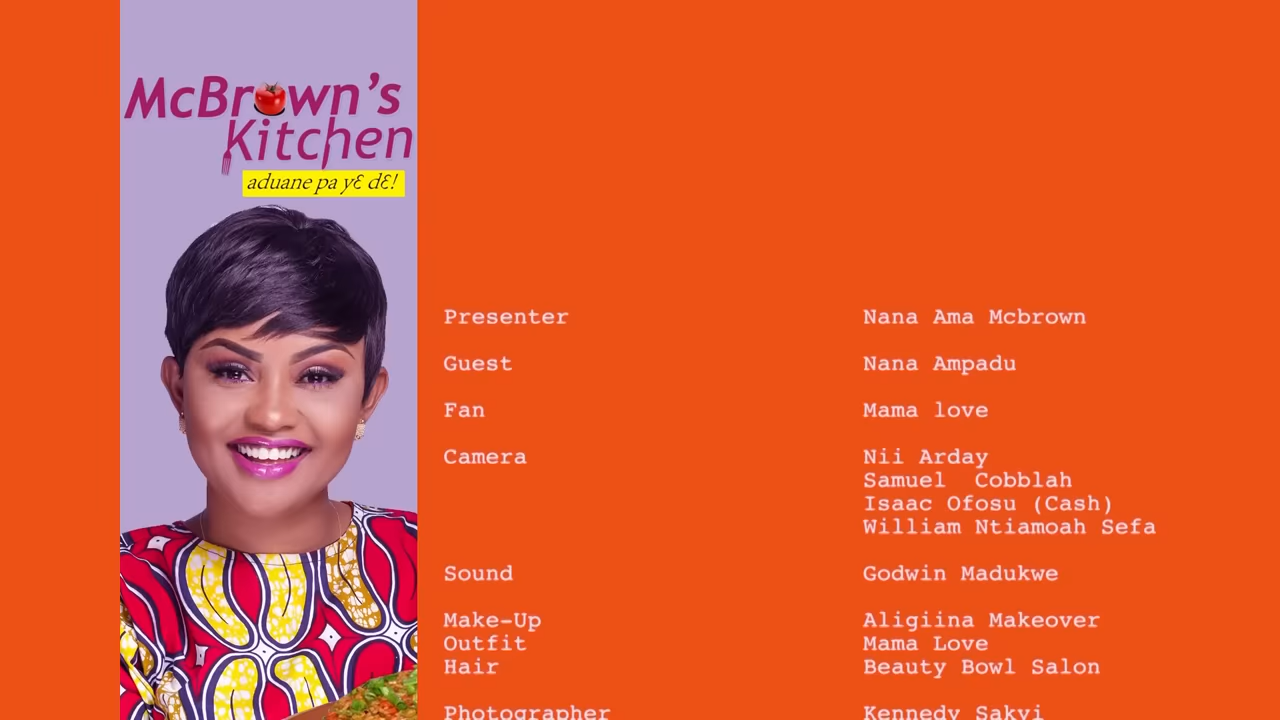 McBrown's
Kitchen
aduane pa yɛ dɛ!
Presenter Nana Ama Mcbrown
Guest Nana Ampadu
Fan Mama love
Camera Nii Arday
Samuel Cobblah
Isaac Ofosu (Cash)
William Ntiamoah Sefa
Sound Godwin Madukwe
Make-Up Aligiina Makeover
Outfit Mama Love
Hair Beauty Bowl Salon
Photographer Kennedy Sakyi